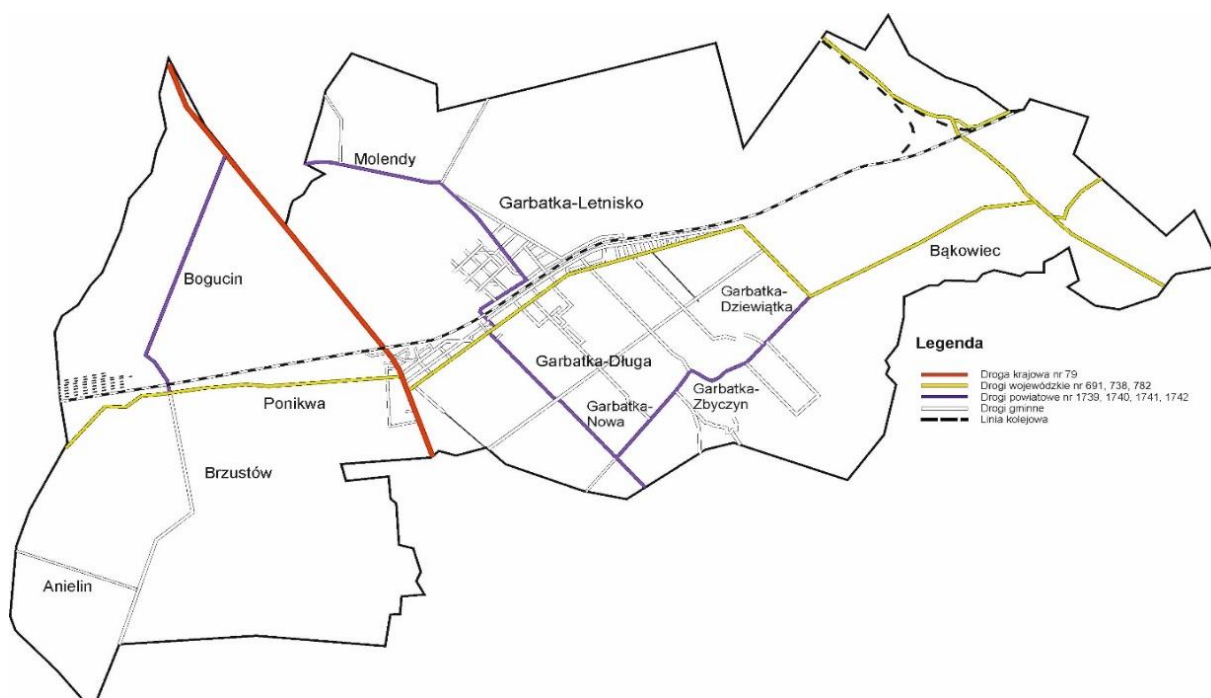 Molendy
Garbatka-Letnisko
Bąkowiec
Bogucin
Garbatka-
Dziewiątka
Garbatka-Długa
Garbatka-
Zbyczyn
Garbatka-
Nowa
Ponikwa
Brzustów
Anielin
Legenda
Droga krajowa nr 79
Drogi wojewódzkie nr 691, 738, 782
Drogi powiatowe nr 1739, 1740, 1741, 1742
Drogi gminne
Linia kolejowa